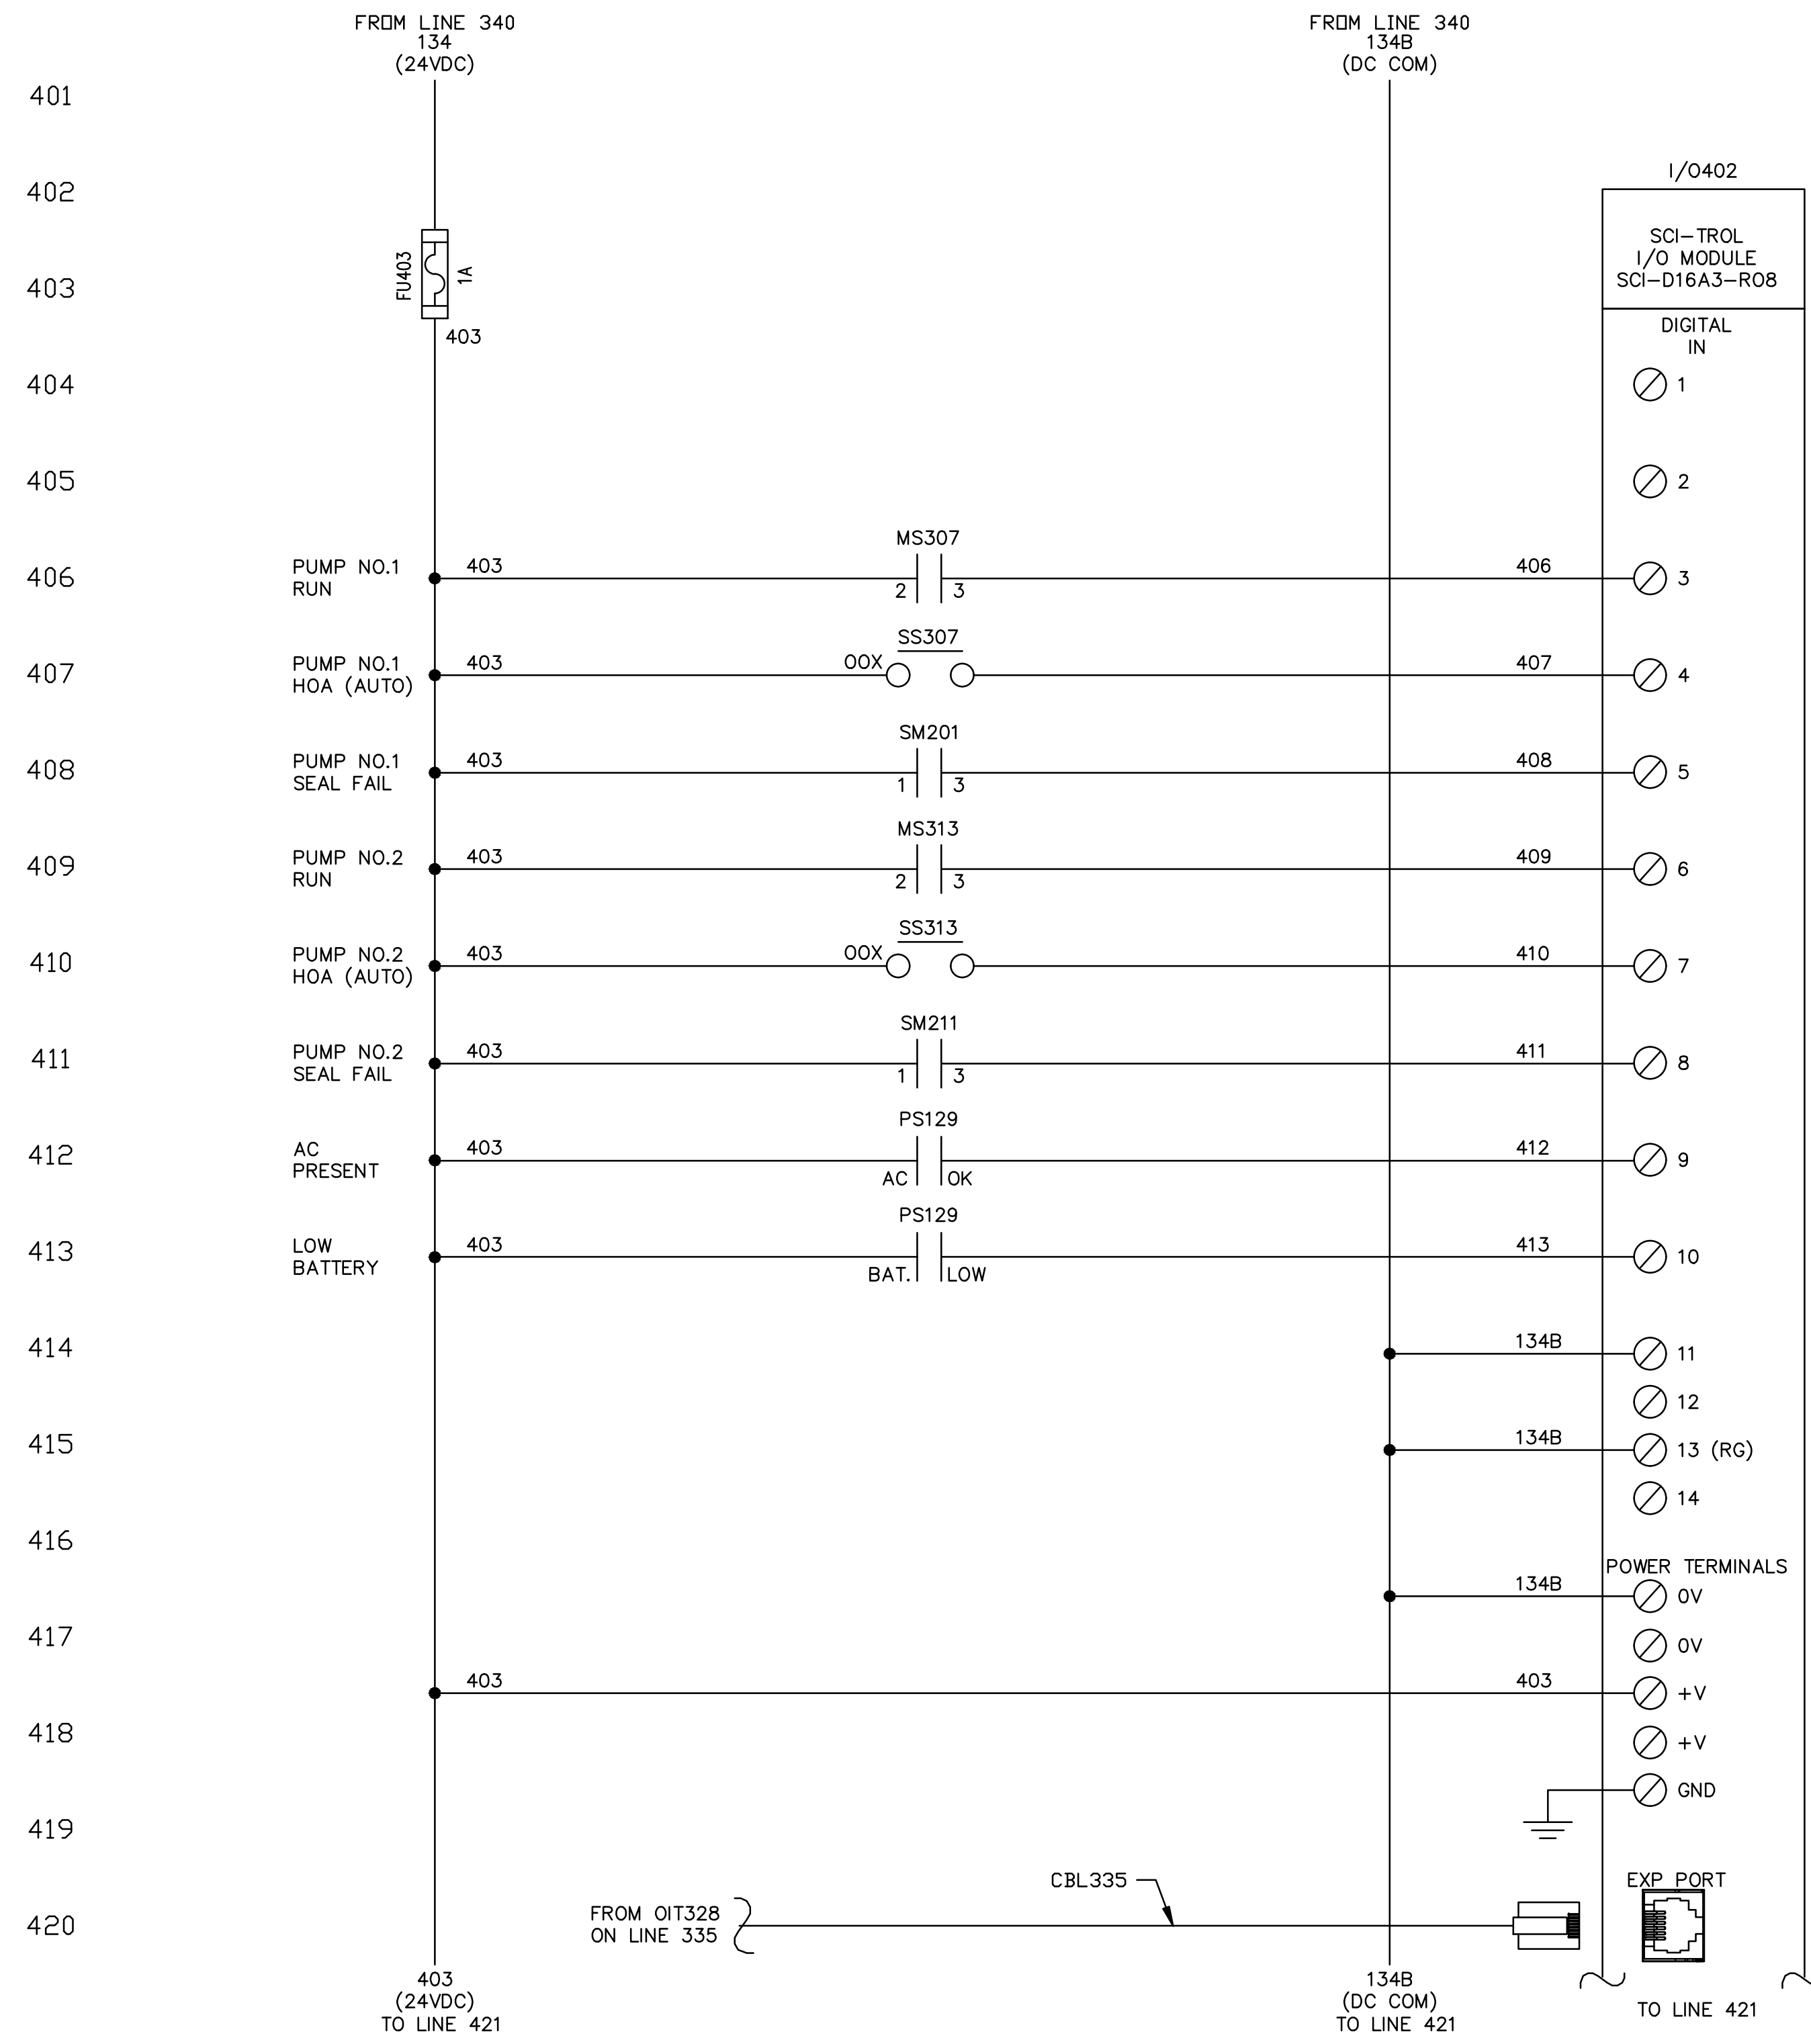 FROM LINE 340
134
(24VDC)
FROM LINE 340
134B
(DC COM)
401
402
I/O402
SCI-TROL
I/O MODULE
SCI-D16A3-RO8
403
FU403
1A
403
DIGITAL
IN
404
1
405
2
406
PUMP NO.1
RUN
403
MS307
2
3
406
3
407
PUMP NO.1
HOA (AUTO)
403
OOX
SS307
407
4
408
PUMP NO.1
SEAL FAIL
403
SM201
1
3
408
5
409
PUMP NO.2
RUN
403
MS313
2
3
409
6
410
PUMP NO.2
HOA (AUTO)
403
OOX
SS313
410
7
411
PUMP NO.2
SEAL FAIL
403
SM211
1
3
411
8
412
AC
PRESENT
403
PS129
AC
OK
412
9
413
LOW
BATTERY
403
PS129
BAT.
LOW
413
10
414
134B
11
12
415
134B
13 (RG)
14
416
POWER TERMINALS
134B
0V
417
0V
403
403
+V
418
+V
GND
419
CBL335
EXP PORT
420
FROM OIT328
ON LINE 335
403
(24VDC)
TO LINE 421
134B
(DC COM)
TO LINE 421
TO LINE 421